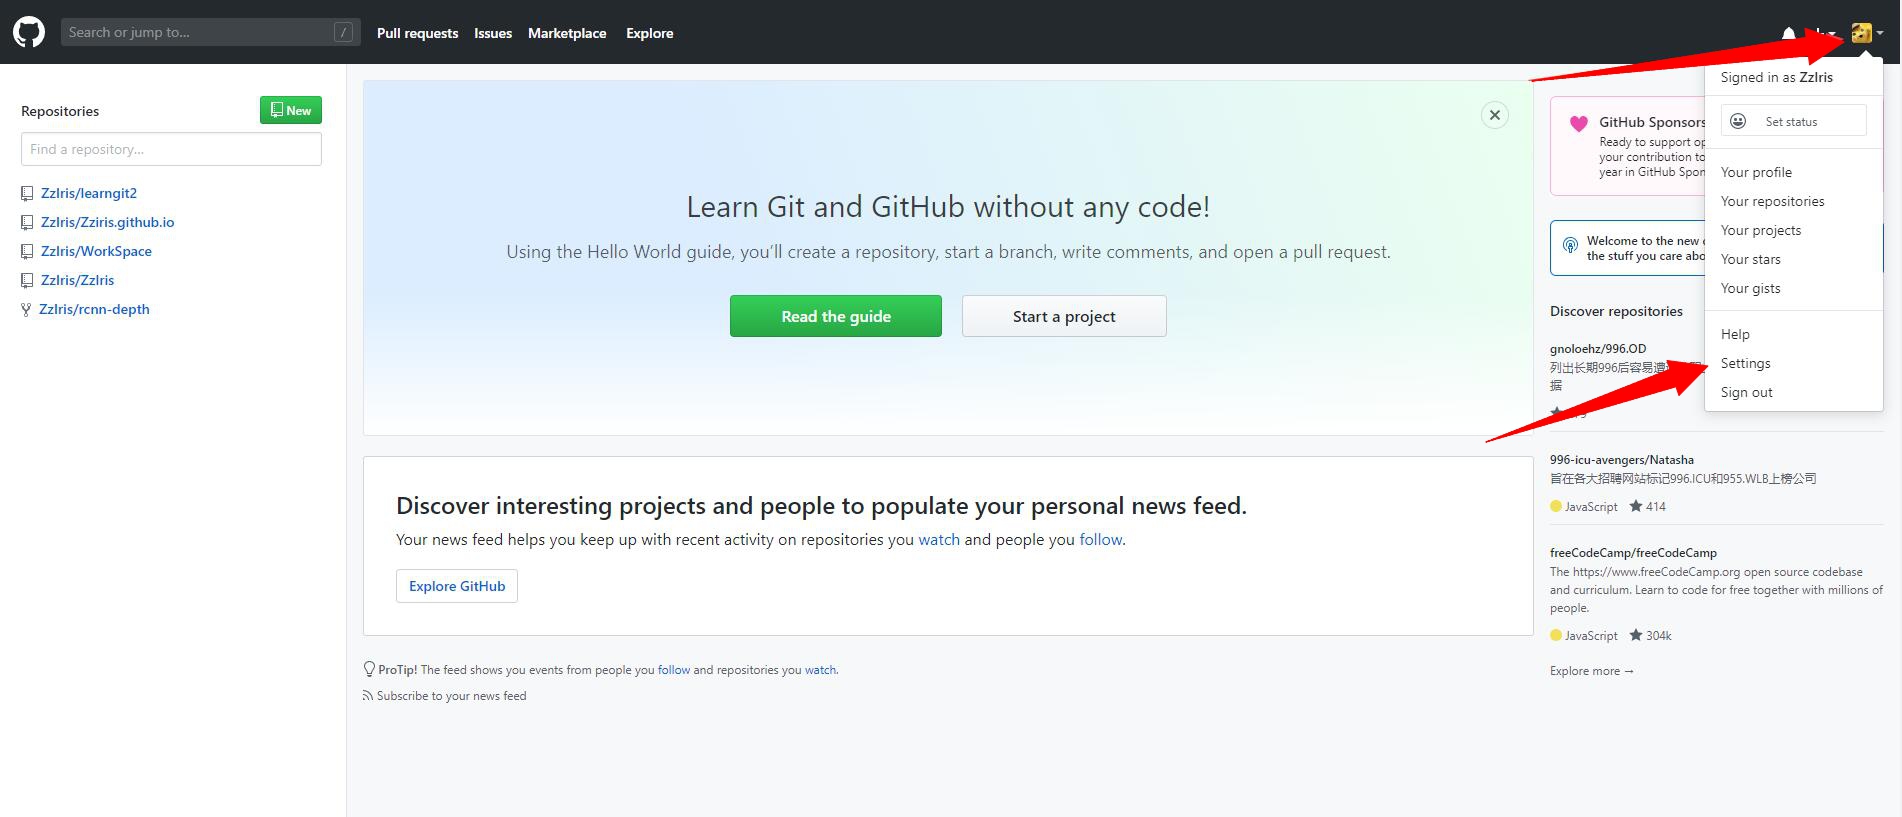 Search or jump to...
/
Pull requests
Issues
Marketplace
Explore
Repositories
New
Find a repository...
ZzIris/learngit2
ZzIris/Zziris.github.io
ZzIris/WorkSpace
ZzIris/ZzIris
ZzIris/rcnn-depth
Learn Git and GitHub without any code!
Using the Hello World guide, you’ll create a repository, start a branch, write comments, and open a pull request.
Read the guide
Start a project
Discover interesting projects and people to populate your personal news feed.
Your news feed helps you keep up with recent activity on repositories you watch and people you follow.
Explore GitHub
ProTip! The feed shows you events from people you follow and repositories you watch.
Subscribe to your news feed
GitHub Sponsors
Ready to support
your contribution to
year in GitHub
Welcome to the new
the stuff you care
Discover repositories
gnoloehz/996.OD
列出长期996后容易遭
据
996-icu-avengers/Natasha
旨在各大招聘网站标记996.ICU和955.WLB上榜公司
JavaScript 414
freeCodeCamp/freeCodeCamp
The https://www.freeCodeCamp.org open source codebase
and curriculum. Learn to code for free together with millions of
people.
JavaScript 304k
Explore more →
Signed in as ZzIris
Set status
Your profile
Your repositories
Your projects
Your stars
Your gists
Help
Settings
Sign out